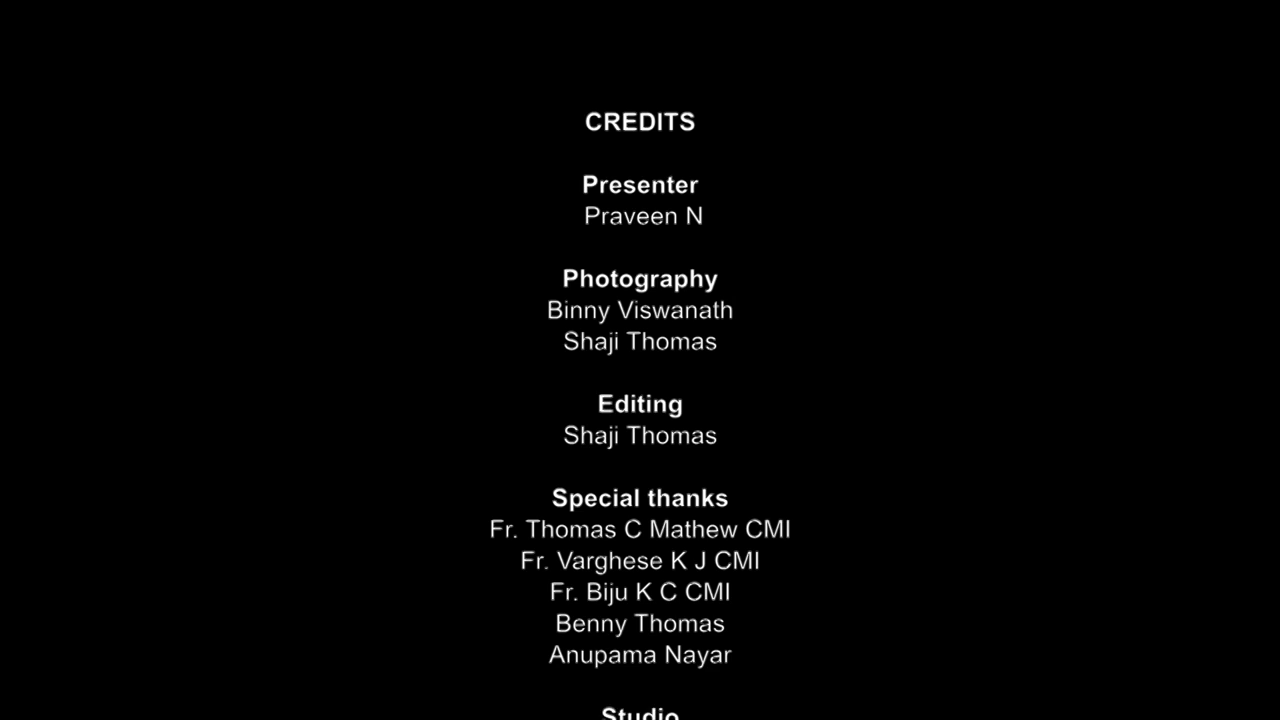 CREDITS
Presenter
Praveen N
Photography
Binny Viswanath
Shaji Thomas
Editing
Shaji Thomas
Special thanks
Fr. Thomas C Mathew CMI
Fr. Varghese K J CMI
Fr. Biju K C CMI
Benny Thomas
Anupama Nayar
Studio